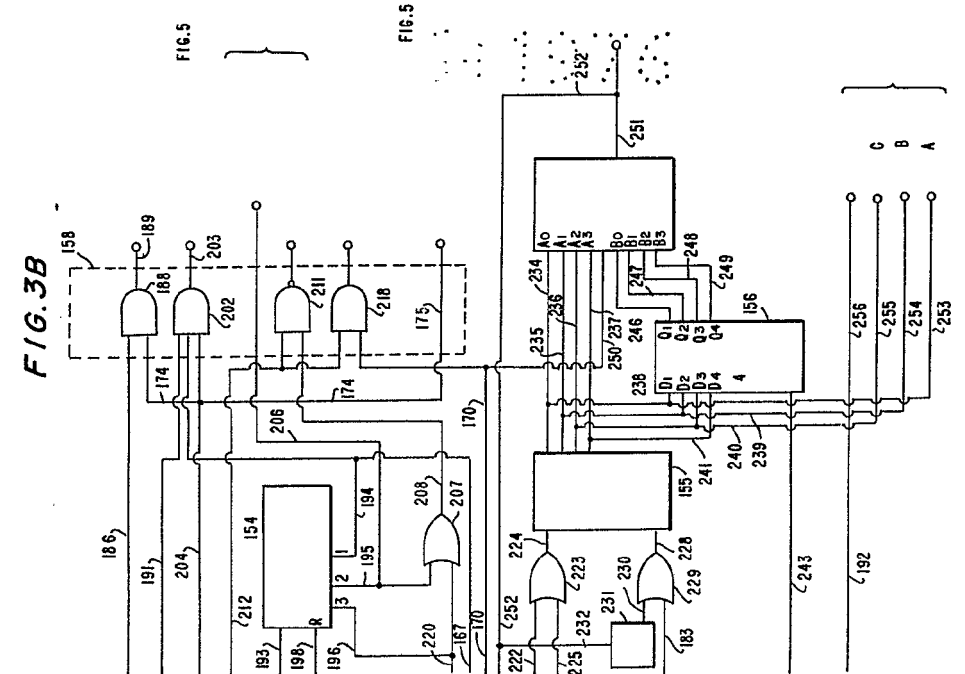 FIG. 3B
FIG.5
FIG.5
158
189
188
203
202
211
218
175
174
174
186
191
204
212
206
170
194
154
1
2
3
R
195
208
207
193
198
196
220
167
170
252
222
225
232
231
230
183
224
223
228
229
155
234
235
236
237
250
238
A0
A1
A2
A3
B0
B1
B2
B3
251
252
246
247
248
249
D1
D2
D3
D4
Q1
Q2
Q3
Q4
4
156
241
240
239
243
192
256
255
254
253
C
B
A